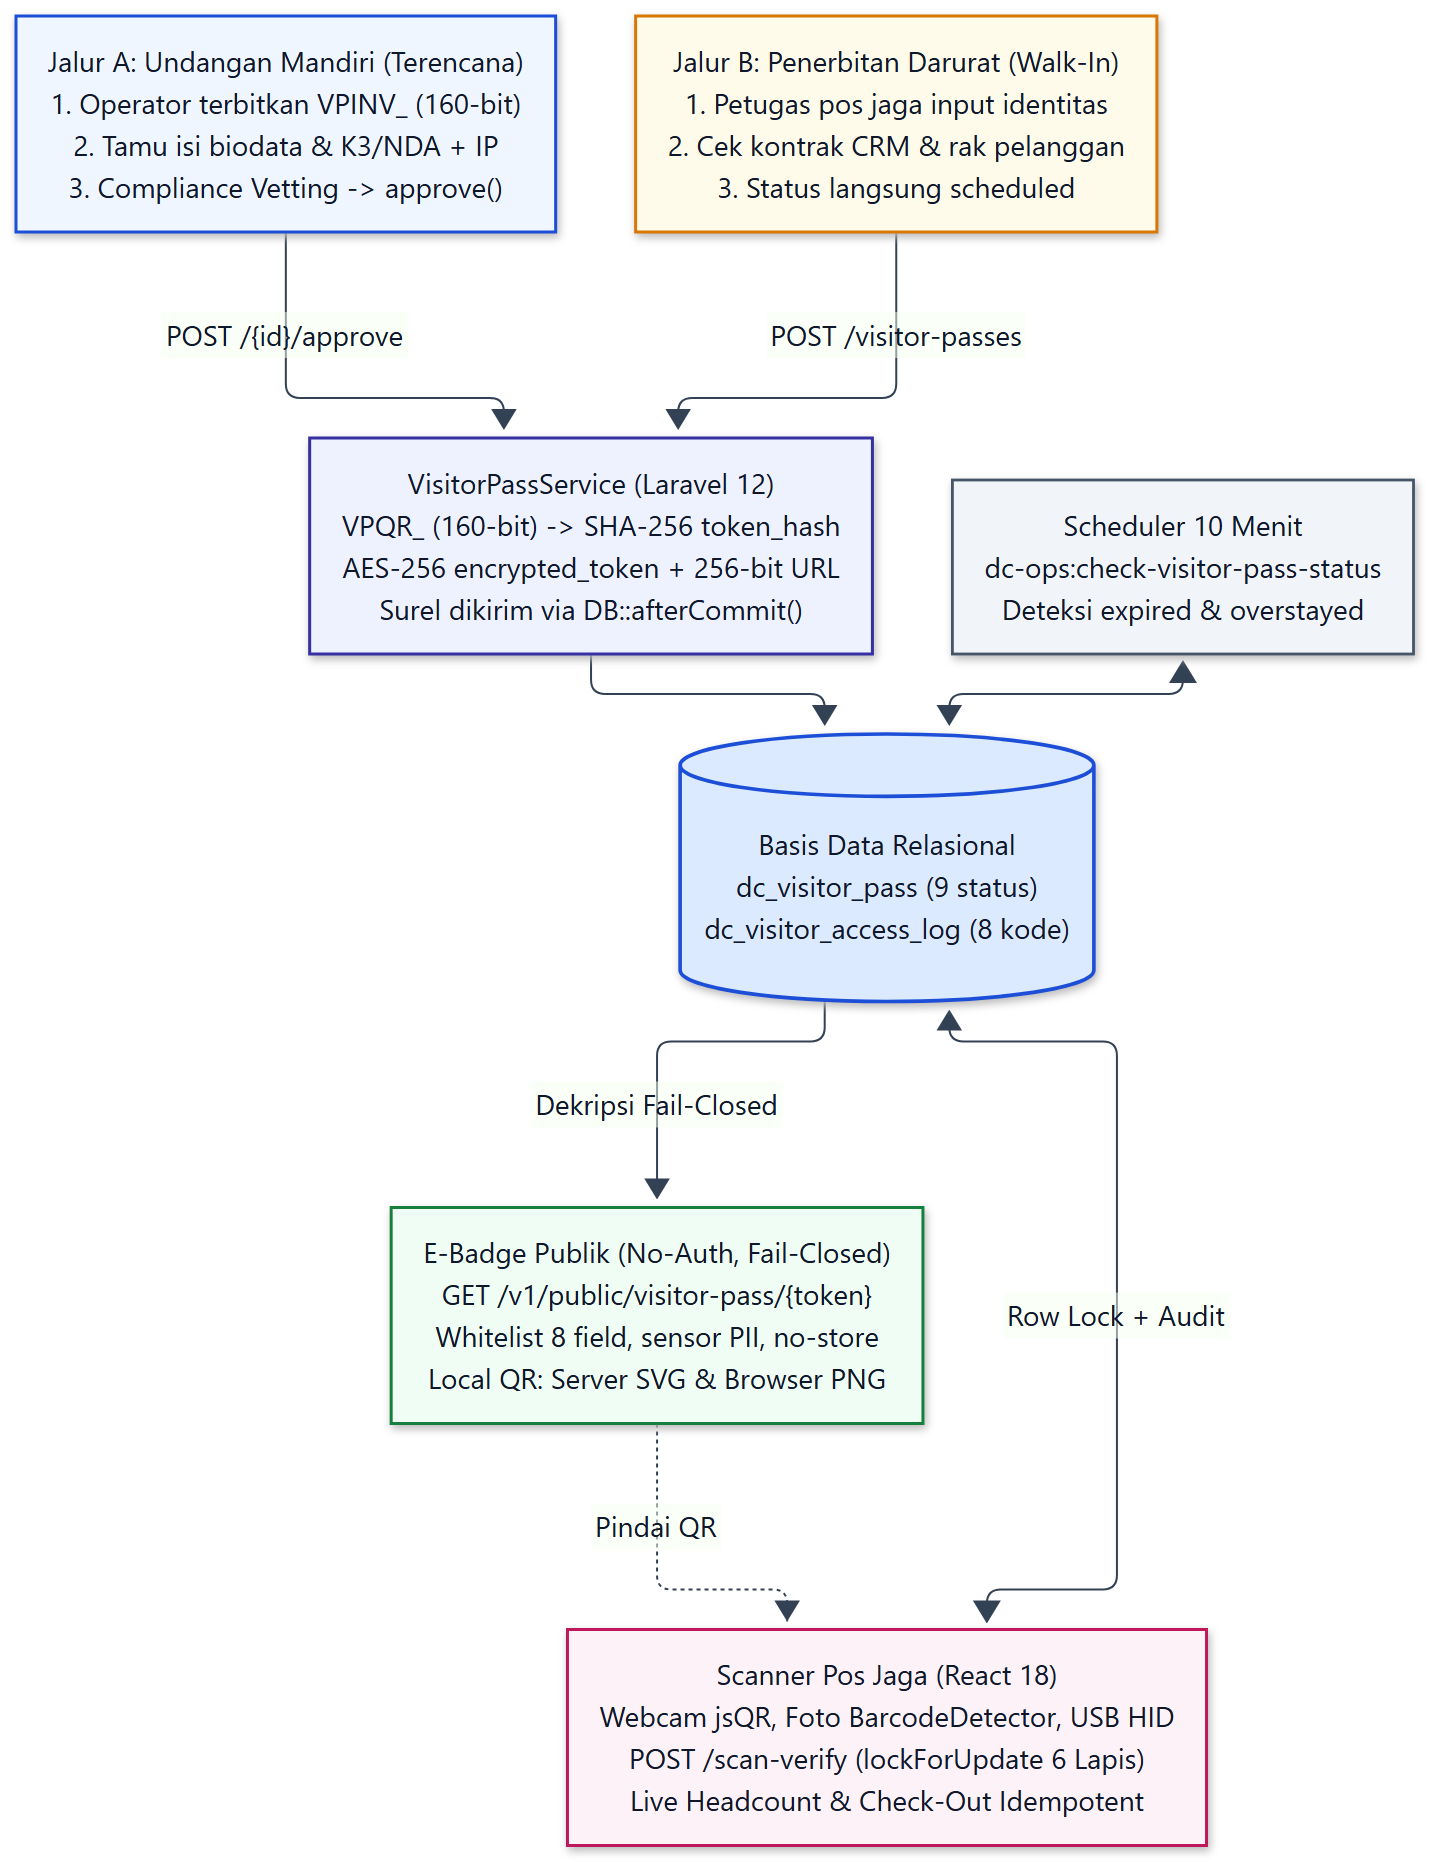 Jalur A: Undangan Mandiri (Terencana)
1. Operator terbitkan VPINV_ (160-bit)
2. Tamu isi biodata & K3/NDA + IP
3. Compliance Vetting -> approve()
Jalur B: Penerbitan Darurat (Walk-In)
1. Petugas pos jaga input identitas
2. Cek kontrak CRM & rak pelanggan
3. Status langsung scheduled
POST /{id}/approve
POST /visitor-passes
VisitorPassService (Laravel 12)
VPQR_ (160-bit) -> SHA-256 token_hash
AES-256 encrypted_token + 256-bit URL
Surel dikirim via DB::afterCommit()
Scheduler 10 Menit
dc-ops:check-visitor-pass-status
Deteksi expired & overstayed
Basis Data Relasional
dc_visitor_pass (9 status)
dc_visitor_access_log (8 kode)
Dekripsi Fail-Closed
E-Badge Publik (No-Auth, Fail-Closed)
GET /v1/public/visitor-pass/{token}
Whitelist 8 field, sensor PII, no-store
Local QR: Server SVG & Browser PNG
Row Lock + Audit
Pindai QR
Scanner Pos Jaga (React 18)
Webcam jsQR, Foto BarcodeDetector, USB HID
POST /scan-verify (lockForUpdate 6 Lapis)
Live Headcount & Check-Out Idempotent